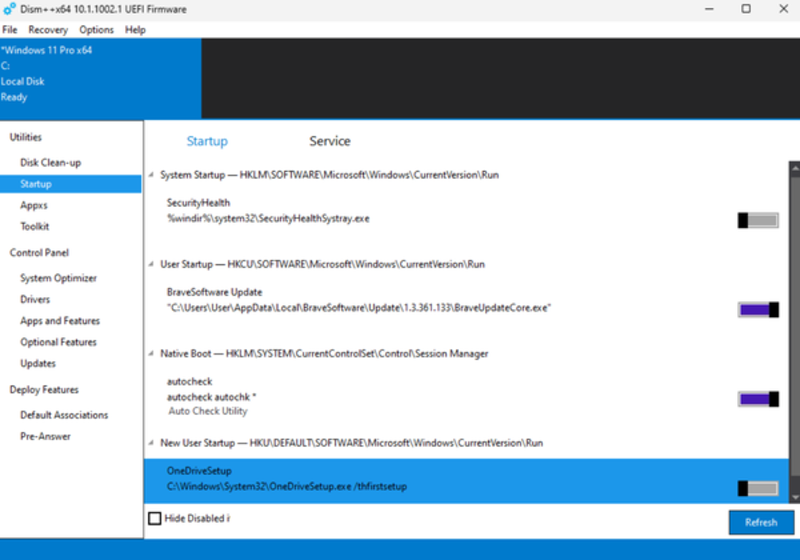 Dism++x64 10.1.1002.1 UEFI Firmware
File Recovery Options Help
*Windows 11 Pro x64
C:
Local Disk
Ready
Utilities
Disk Clean-up
Startup
Appxs
Toolkit
Control Panel
System Optimizer
Drivers
Apps and Features
Optional Features
Updates
Deploy Features
Default Associations
Pre-Answer
Startup Service
System Startup — HKLM\SOFTWARE\Microsoft\Windows\CurrentVersion\Run
SecurityHealth
%windir%\system32\SecurityHealthSystray.exe
User Startup — HKCU\SOFTWARE\Microsoft\Windows\CurrentVersion\Run
BraveSoftware Update
"C:\Users\User\AppData\Local\BraveSoftware\Update\1.3.361.133\BraveUpdateCore.exe"
Native Boot — HKLM\SYSTEM\CurrentControlSet\Control\Session Manager
autocheck
autocheck autochk *
Auto Check Utility
New User Startup — HKU\DEFAULT\SOFTWARE\Microsoft\Windows\CurrentVersion\Run
OneDriveSetup
C:\Windows\System32\OneDriveSetup.exe /thfirstsetup
Hide Disabled
Refresh